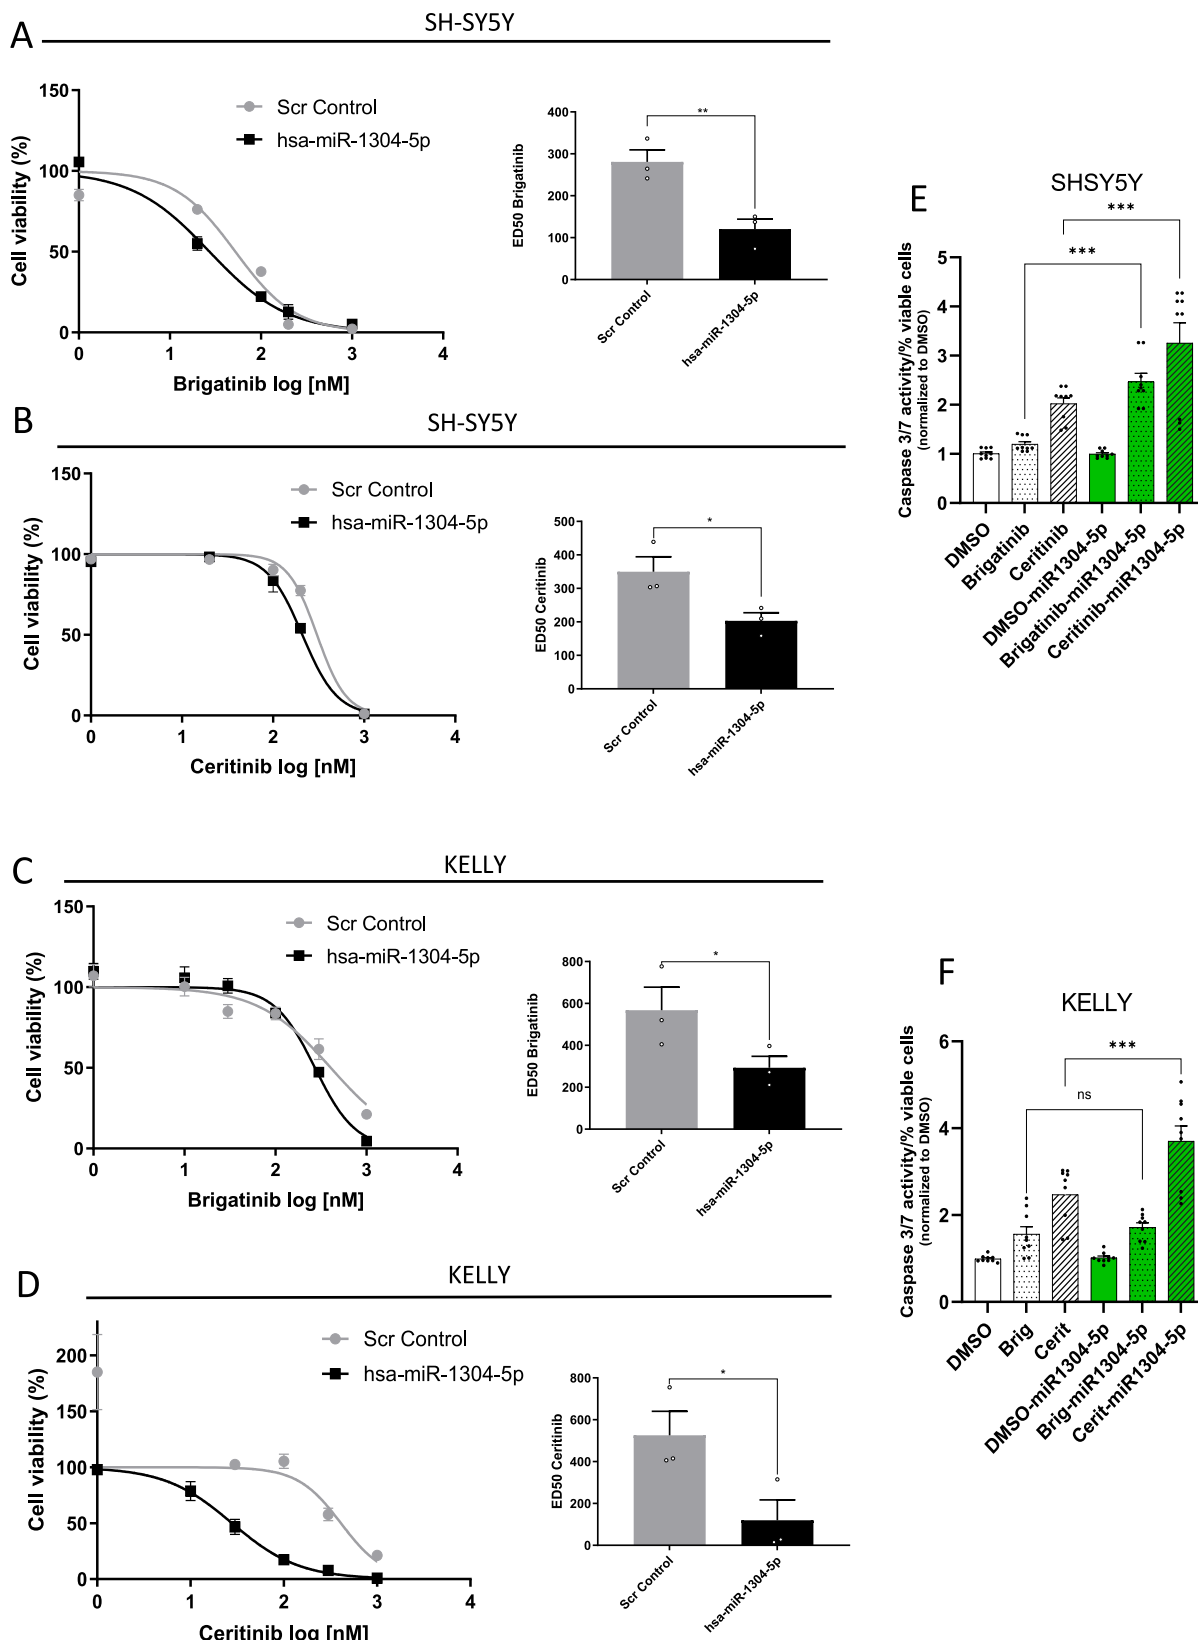 A
SH-SY5Y
150
100
50
0
0
1
2
3
4
Cell viability (%)
Brigatinib log [nM]
Scr Control
hsa-miR-1304-5p
400
300
200
100
0
ED50 Brigatinib
**
Scr Control
hsa-miR-1304-5p
B
SH-SY5Y
150
100
50
0
0
1
2
3
4
Cell viability (%)
Ceritinib log [nM]
Scr Control
hsa-miR-1304-5p
500
400
300
200
100
0
ED50 Ceritinib
*
Scr Control
hsa-miR-1304-5p
C
KELLY
150
100
50
0
0
1
2
3
4
Cell viability (%)
Brigatinib log [nM]
Scr Control
hsa-miR-1304-5p
800
600
400
200
0
ED50 Brigatinib
*
Scr Control
hsa-miR-1304-5p
D
KELLY
200
150
100
50
0
0
1
2
3
4
Cell viability (%)
Ceritinib log [nM]
Scr Control
hsa-miR-1304-5p
800
600
400
200
0
ED50 Ceritinib
*
Scr Control
hsa-miR-1304-5p
E
SHSY5Y
***
***
5
4
3
2
1
0
Caspase 3/7 activity/% viable cells
(normalized to DMSO)
DMSO
Brigatinib
Ceritinib
DMSO-miR1304-5p
Brigatinib-miR1304-5p
Ceritinib-miR1304-5p
F
KELLY
***
ns
6
4
2
0
Caspase 3/7 activity/% viable cells
(normalized to DMSO)
DMSO
Brig
Cerit
DMSO-miR1304-5p
Brig-miR1304-5p
Cerit-miR1304-5p